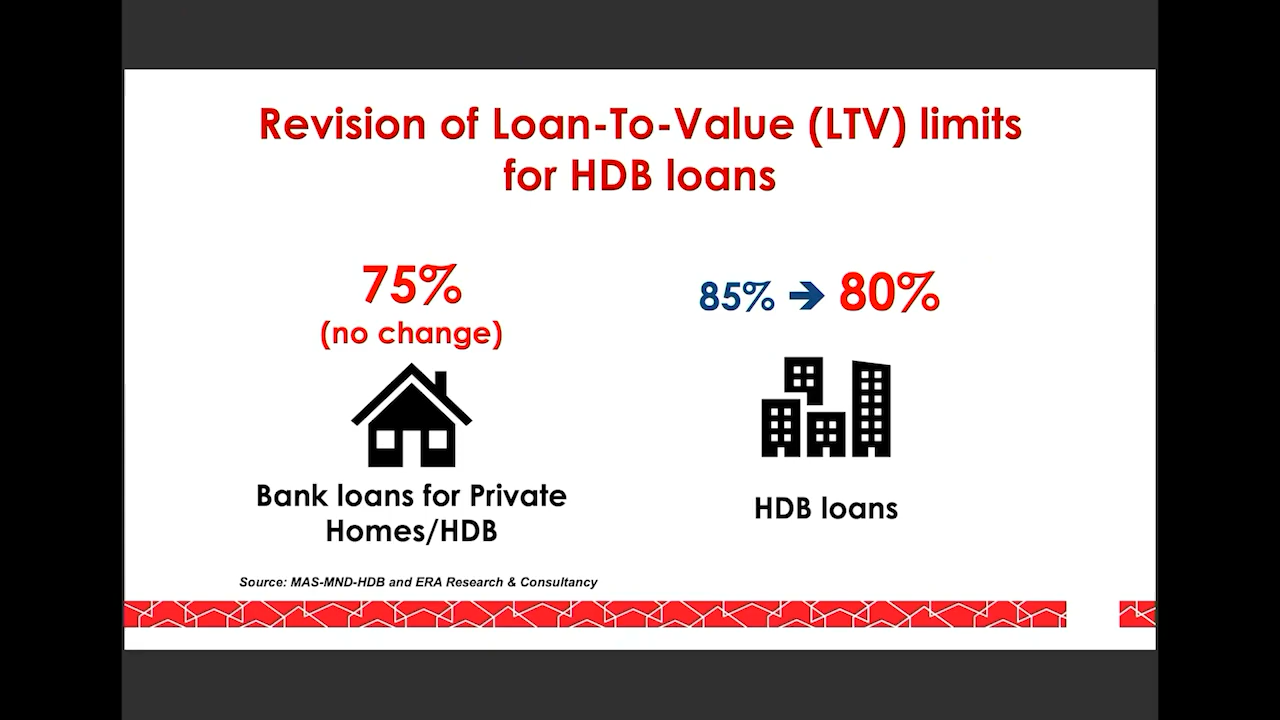 Revision of Loan-To-Value (LTV) limits
for HDB loans
75%
(no change)
Bank loans for Private
Homes/HDB
85% ➔ 80%
HDB loans
Source: MAS-MND-HDB and ERA Research & Consultancy